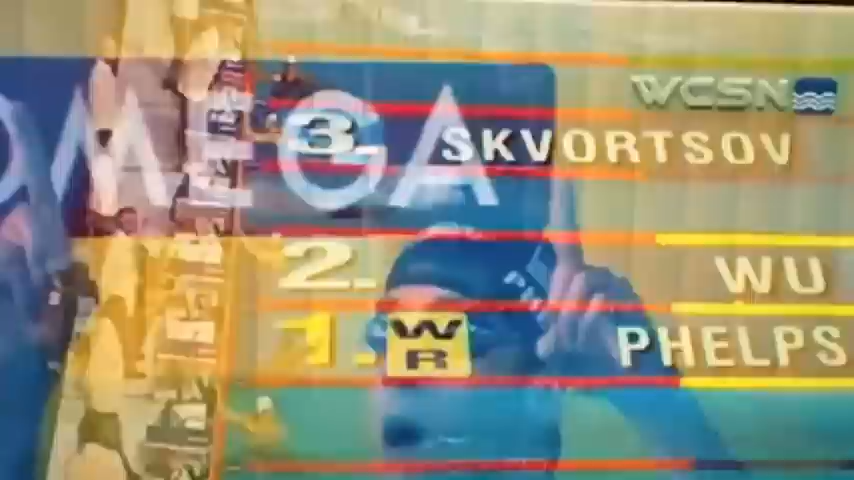 WCSN
OMEGA
3. SKVORTSOV
2. WU
1. WR PHELPS